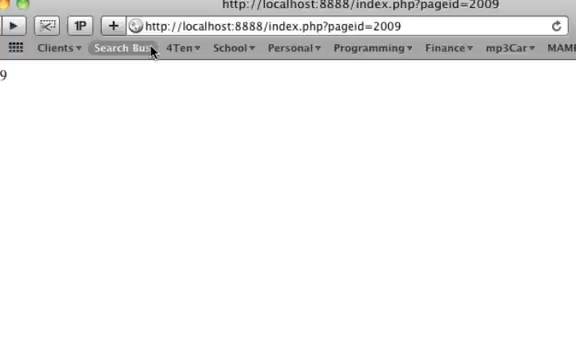 http://localhost:8888/index.php?pageid=2009
1P + http://localhost:8888/index.php?pageid=2009
Clients Search Bus 4Ten School Personal Programming Finance mp3Car MAM
9